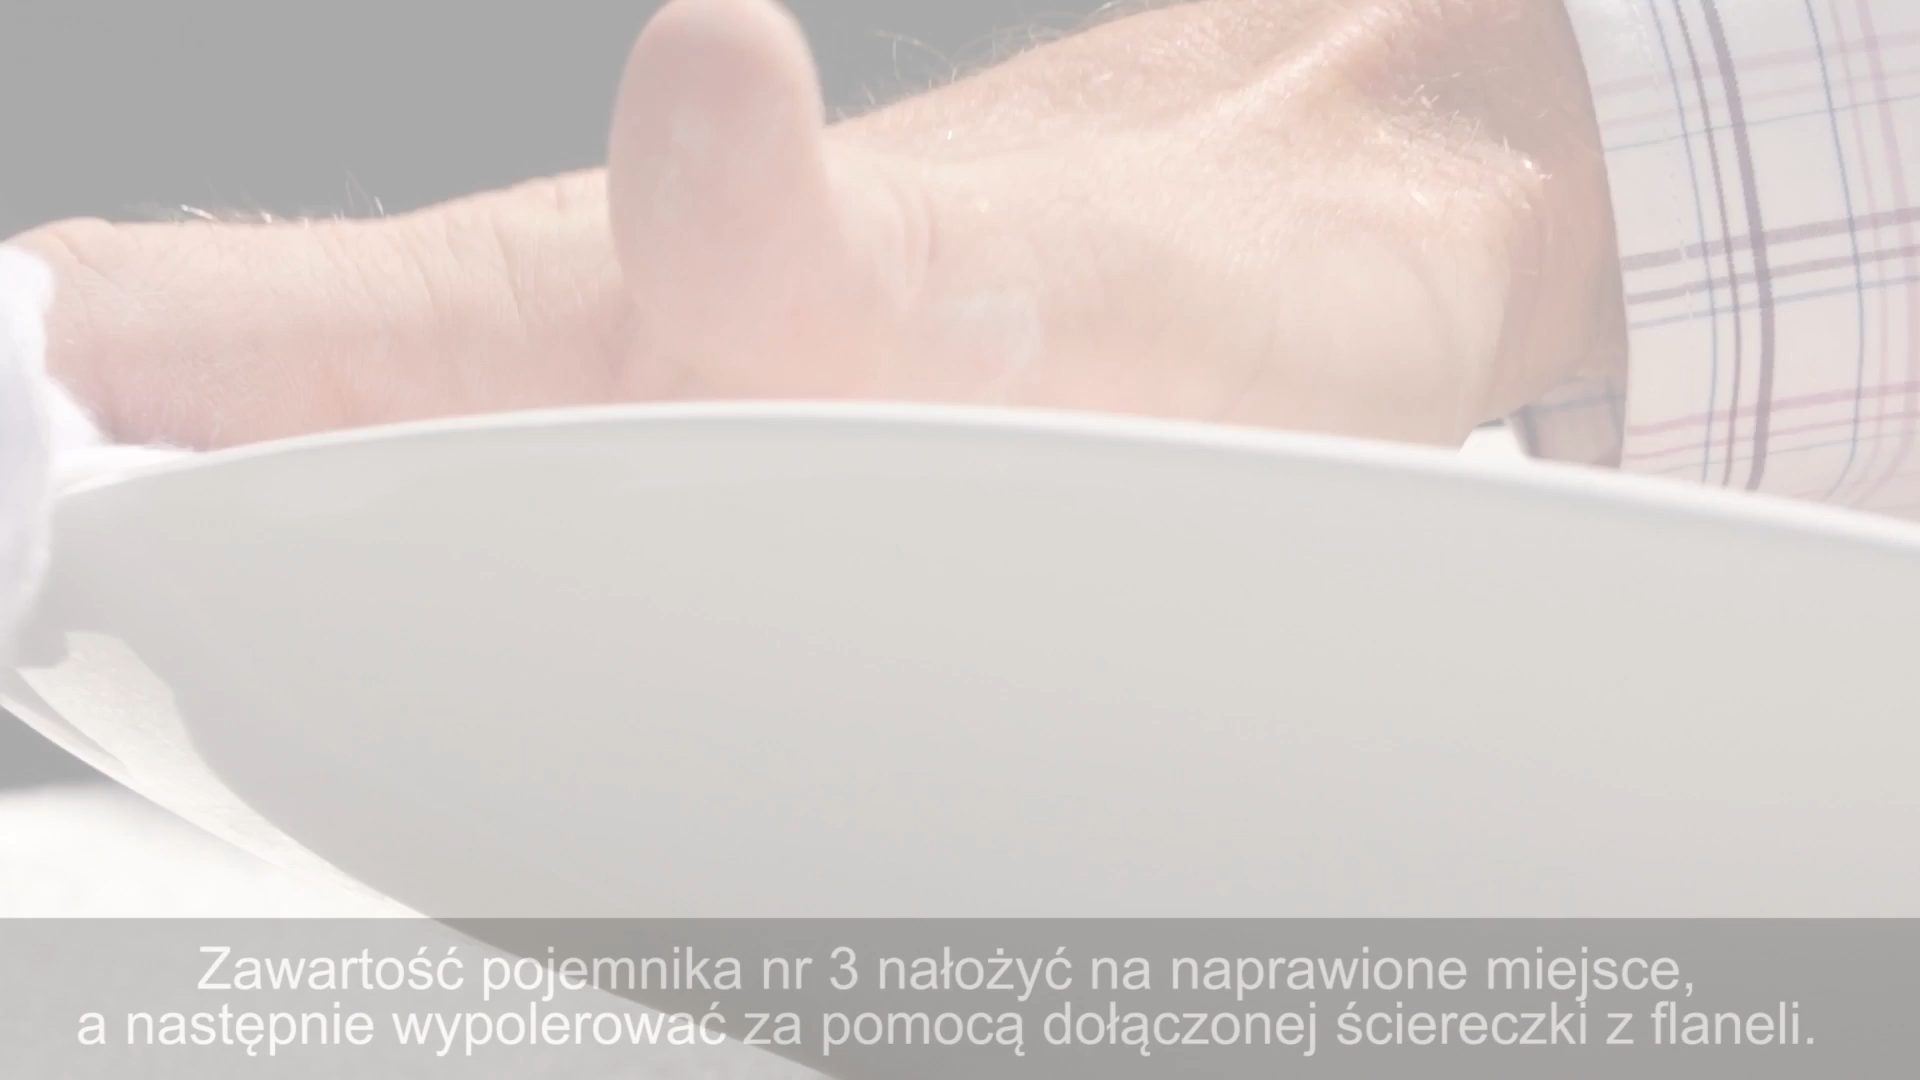 Zawartość pojemnika nr 3 nałożyć na naprawione miejsce,
a następnie wypolerować za pomocą dołączonej ściereczki z flaneli.